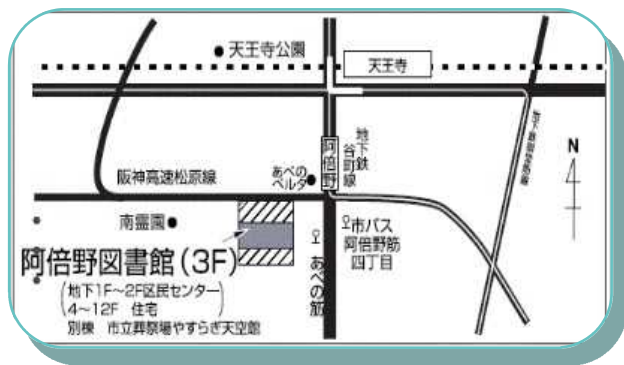 天王寺公園
天王寺
地下鉄
谷町線
阿倍野
あべの
ベルタ
阪神高速松原線
N
南霊園
市バス
阿倍野筋
四丁目
あべの筋
阿倍野図書館(3F)
地下1F〜2F区民センター
4〜12F 住宅
別棟 市立葬祭場やすらぎ天空館